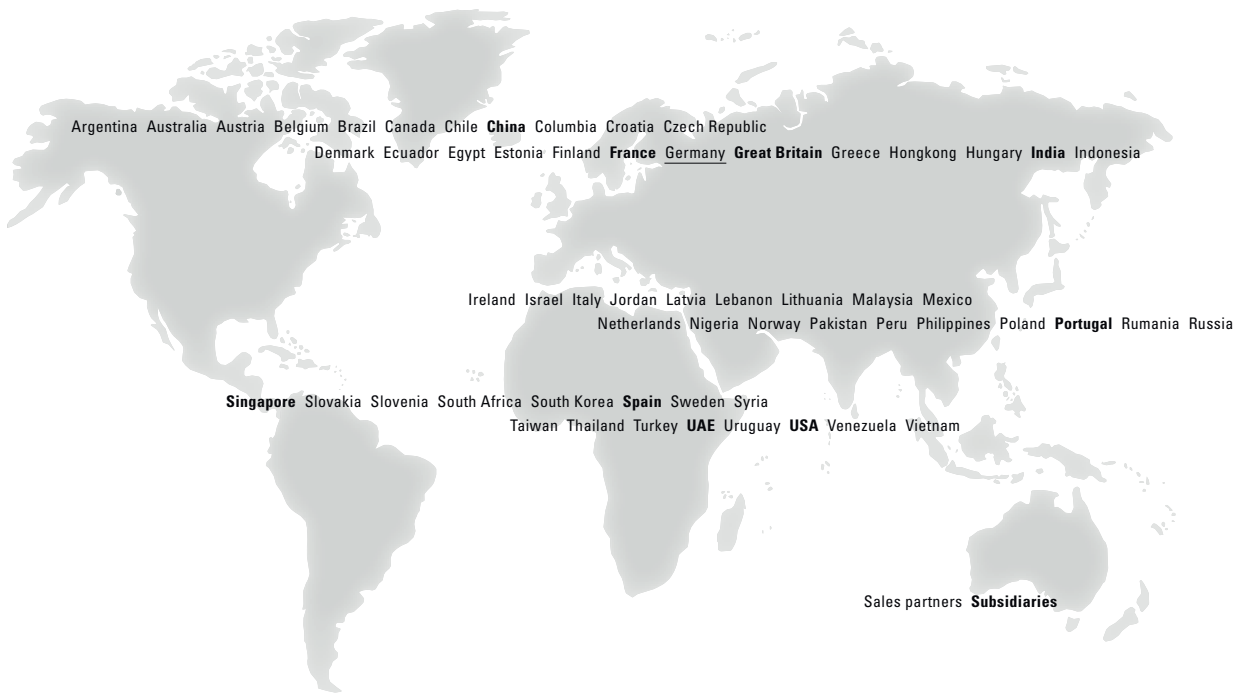 Argentina Australia Austria Belgium Brazil Canada Chile China Columbia Croatia Czech Republic
Denmark Ecuador Egypt Estonia Finland France Germany Great Britain Greece Hongkong Hungary India Indonesia
Ireland Israel Italy Jordan Latvia Lebanon Lithuania Malaysia Mexico
Netherlands Nigeria Norway Pakistan Peru Philippines Poland Portugal Rumania Russia
Singapore Slovakia Slovenia South Africa South Korea Spain Sweden Syria
Taiwan Thailand Turkey UAE Uruguay USA Venezuela Vietnam
Sales partners Subsidiaries